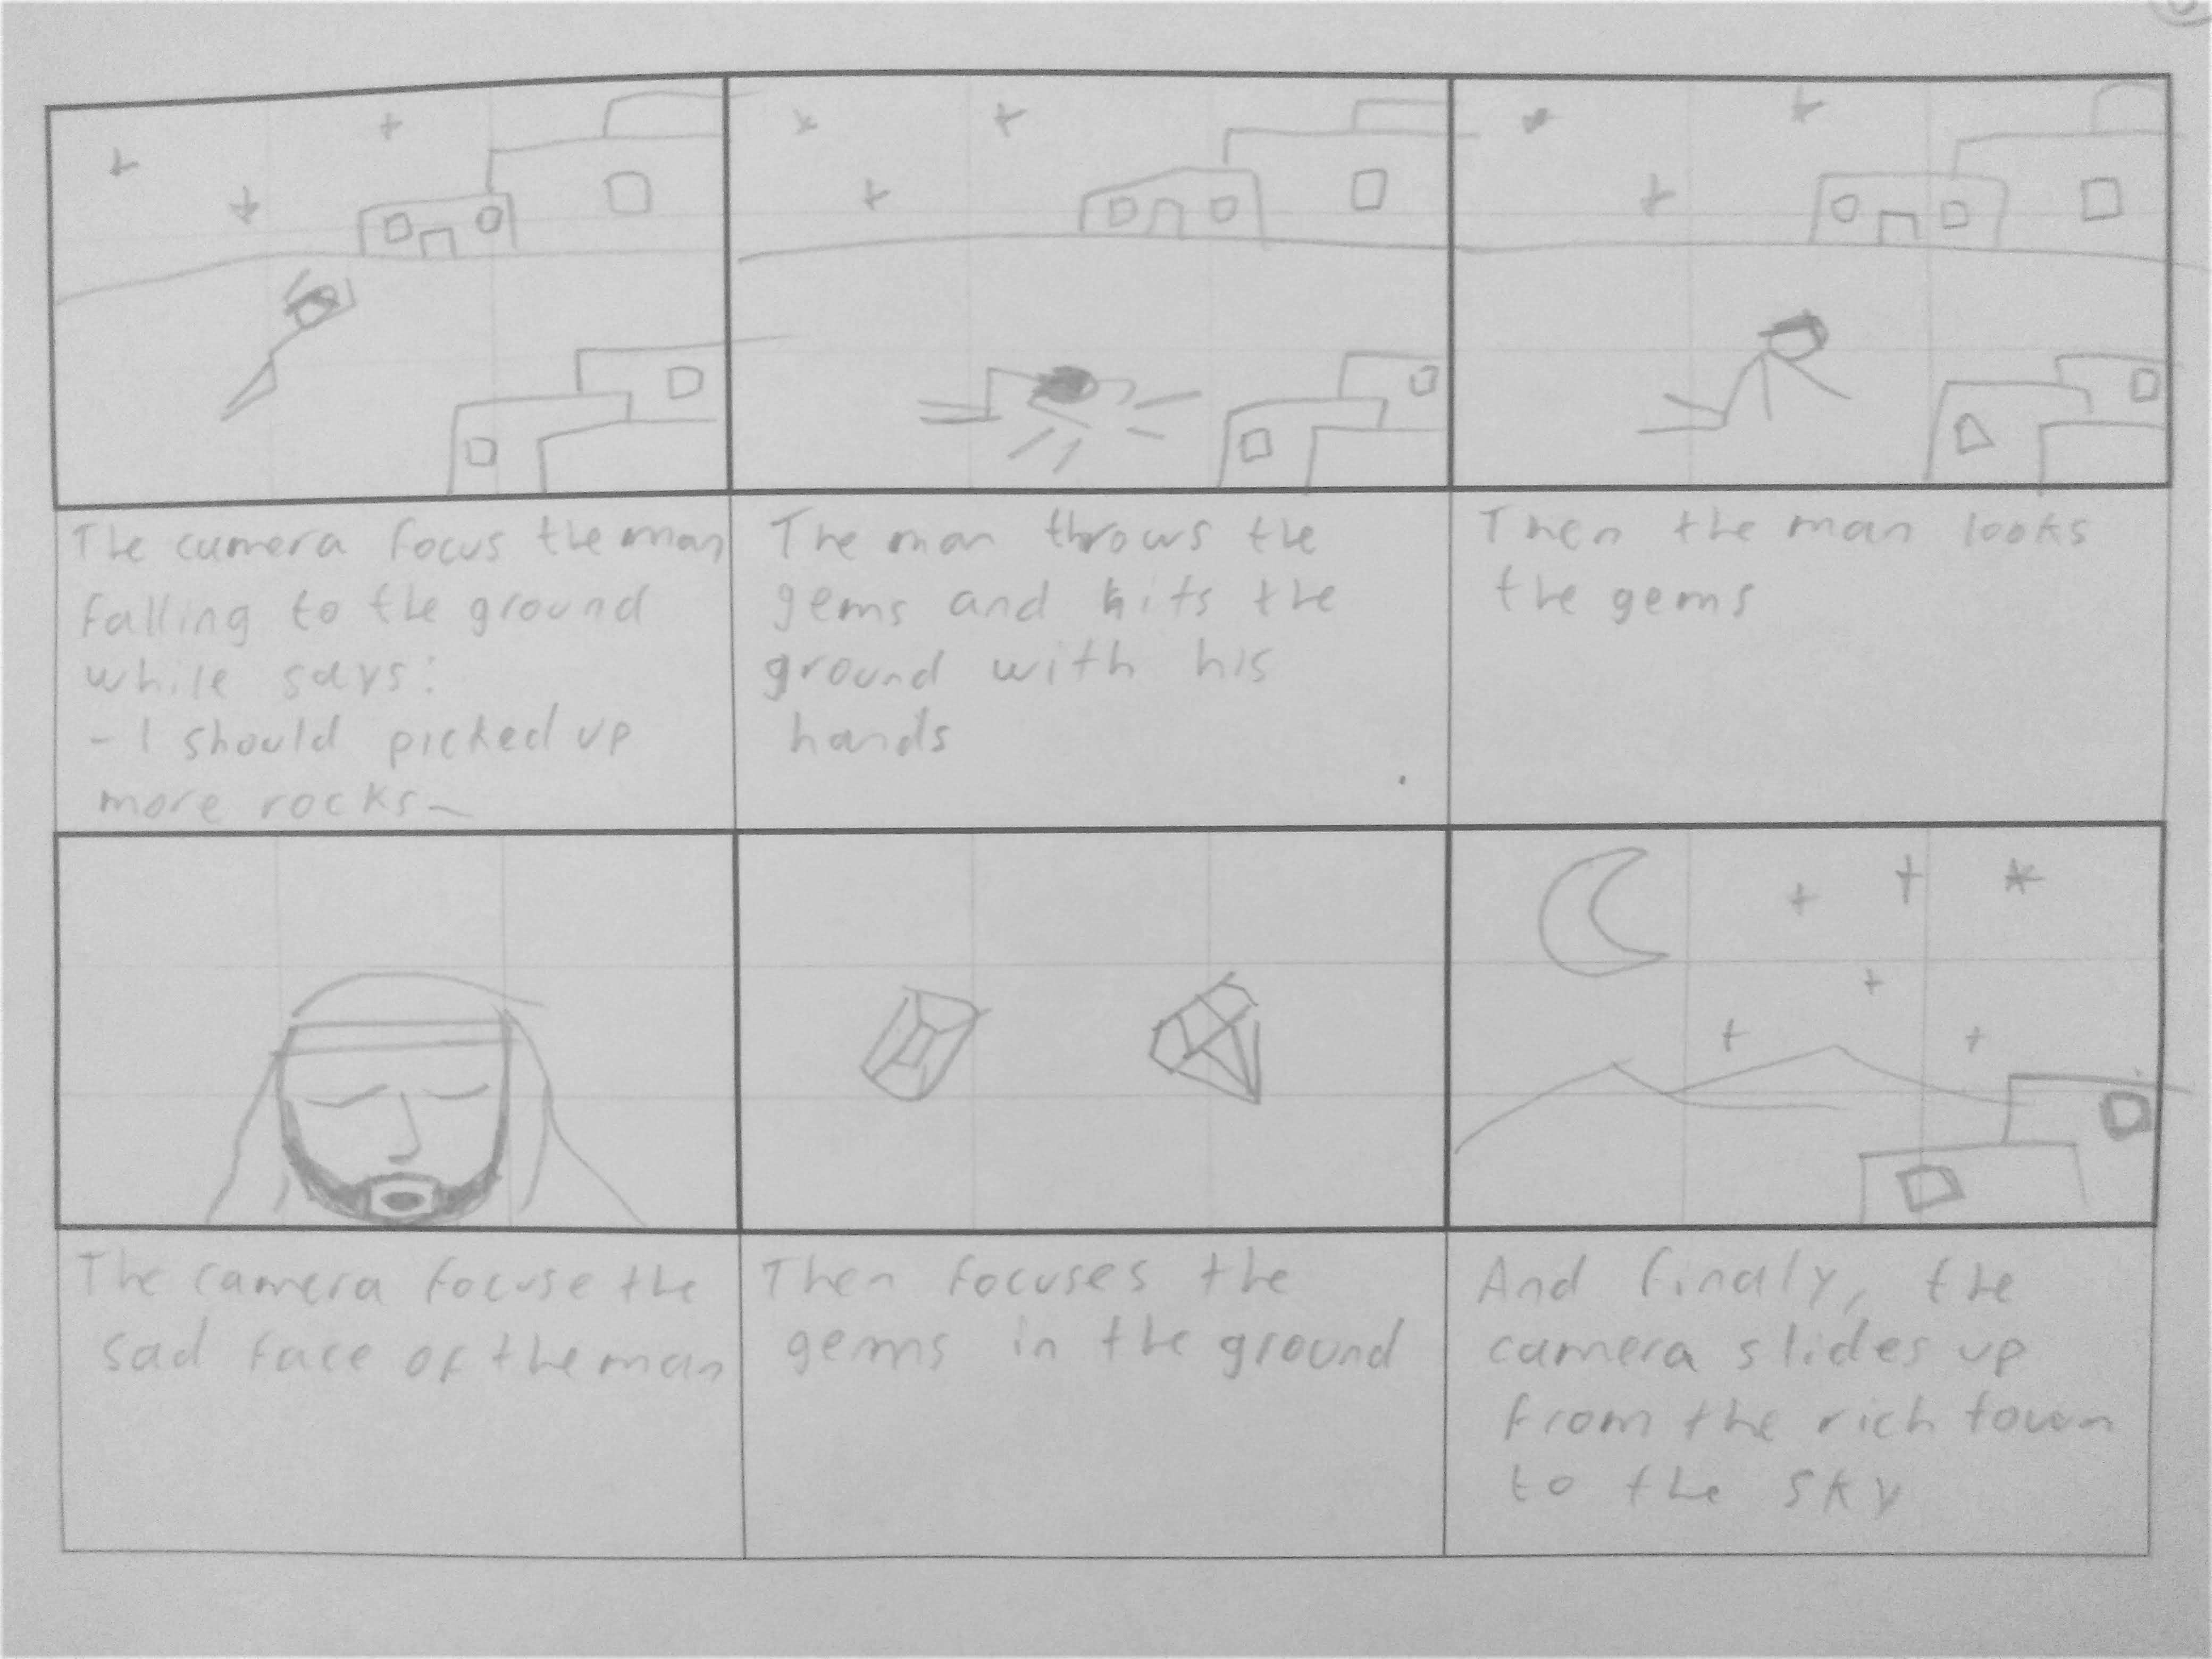 The camera focus the man
falling to the ground
while says:
- I should picked up
more rocks-
The man throws the
gems and hits the
ground with his
hands
Then the man looks
the gems
The camera focuse the
sad face of the man
Then focuses the
gems in the ground
And finaly, the
camera slides up
from the rich town
to the sky